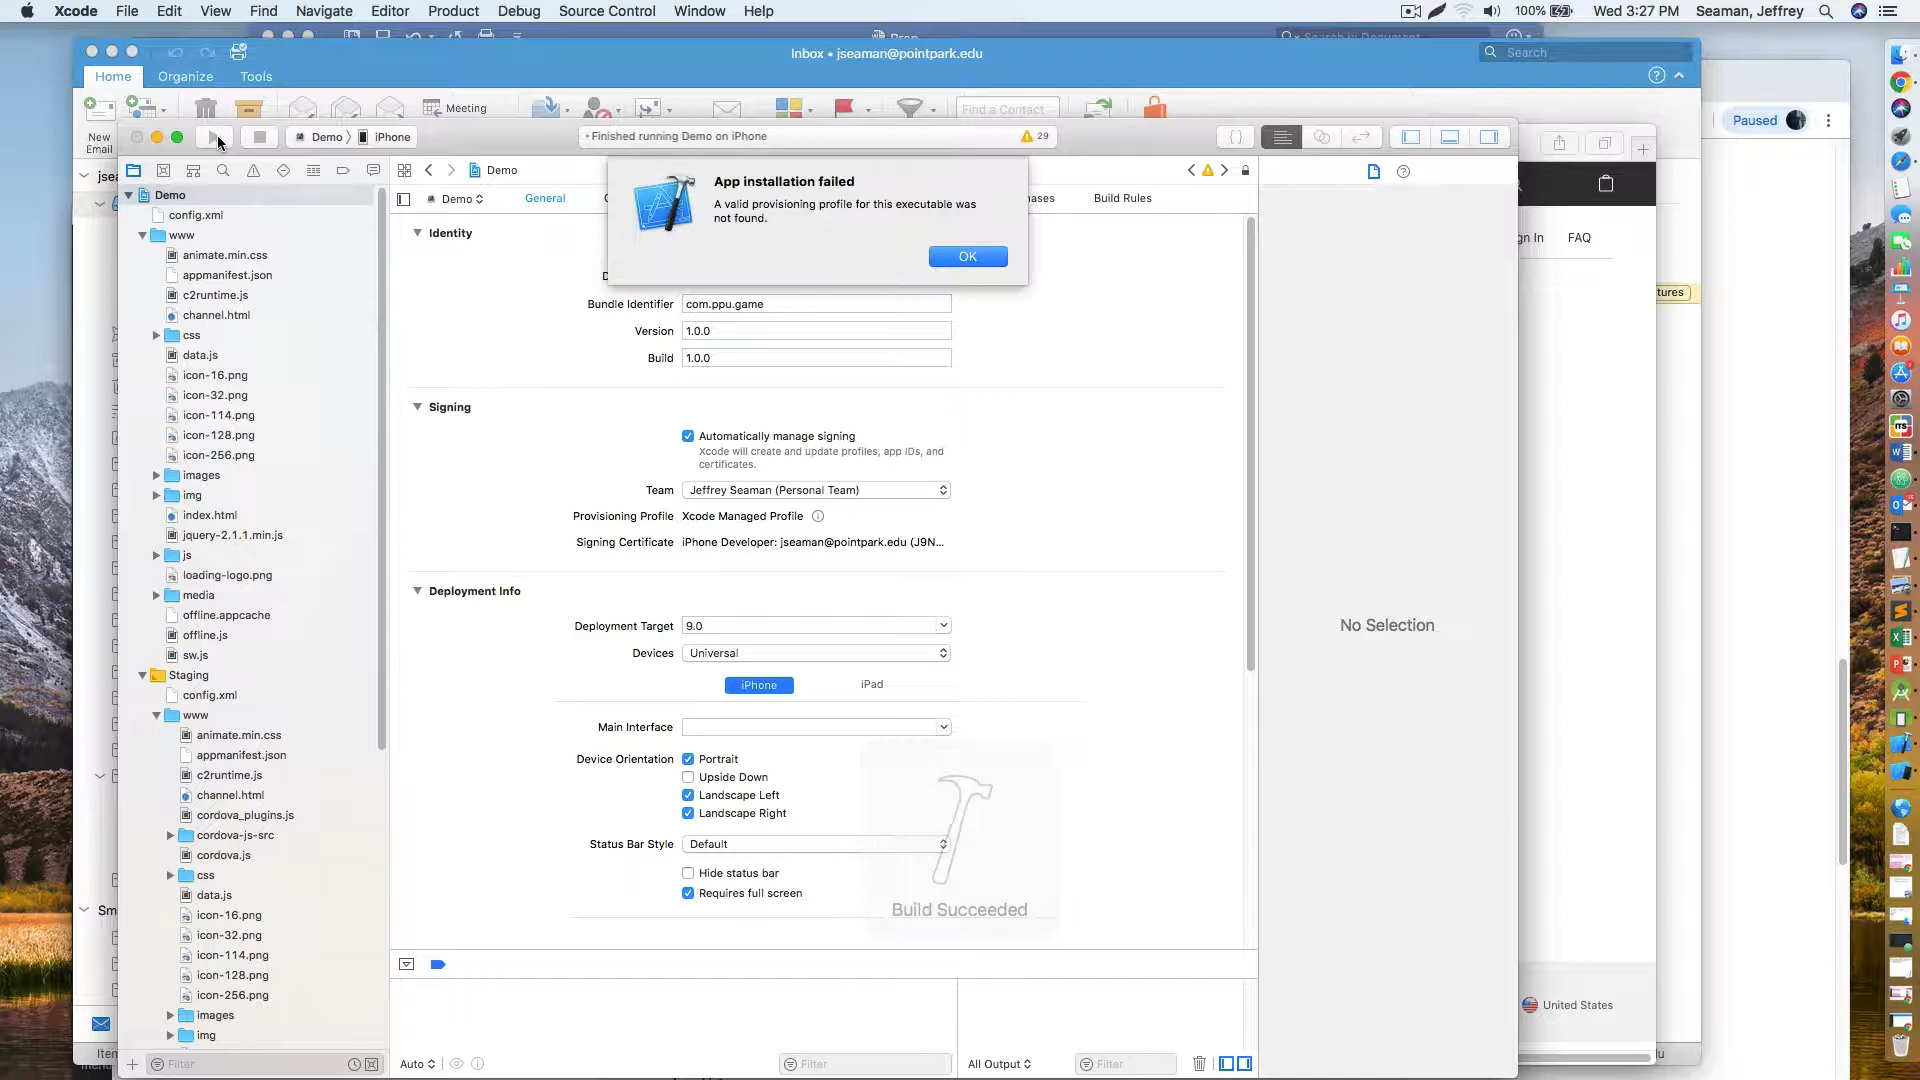 Xcode File Edit View Find Navigate Editor Product Debug Source Control Window Help
100% Wed 3:27 PM Seaman, Jeffrey
Search in Document
Inbox • jseaman@pointpark.edu
Search
Home Organize Tools
Meeting
Find a Contact
New
Email
Demo iPhone
Finished running Demo on iPhone
29
Paused
Demo
Demo
General
Build Rules
App installation failed
A valid provisioning profile for this executable was
not found.
OK
Identity
Bundle Identifier com.ppu.game
Version 1.0.0
Build 1.0.0
Signing
Automatically manage signing
Xcode will create and update profiles, app IDs, and
certificates.
Team Jeffrey Seaman (Personal Team)
Provisioning Profile Xcode Managed Profile
Signing Certificate iPhone Developer: jseaman@pointpark.edu (J9N...
Deployment Info
Deployment Target 9.0
Devices Universal
iPhone iPad
Main Interface
Device Orientation Portrait
Upside Down
Landscape Left
Landscape Right
Status Bar Style Default
Hide status bar
Requires full screen
Build Succeeded
No Selection
Demo
config.xml
www
animate.min.css
appmanifest.json
c2runtime.js
channel.html
css
data.js
icon-16.png
icon-32.png
icon-114.png
icon-128.png
icon-256.png
images
img
index.html
jquery-2.1.1.min.js
js
loading-logo.png
media
offline.appcache
offline.js
sw.js
Staging
config.xml
www
animate.min.css
appmanifest.json
c2runtime.js
channel.html
cordova_plugins.js
cordova-js-src
cordova.js
css
data.js
icon-16.png
icon-32.png
icon-114.png
icon-128.png
icon-256.png
images
img
Filter
Auto
Filter
All Output
Filter
FAQ
United States